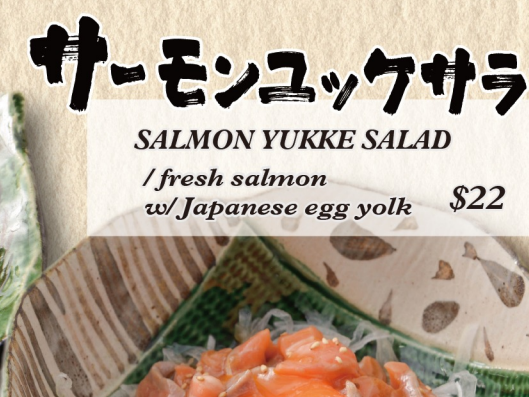 サーモンユッケサラ
SALMON YUKKE SALAD
/ fresh salmon
w/ Japanese egg yolk
$22